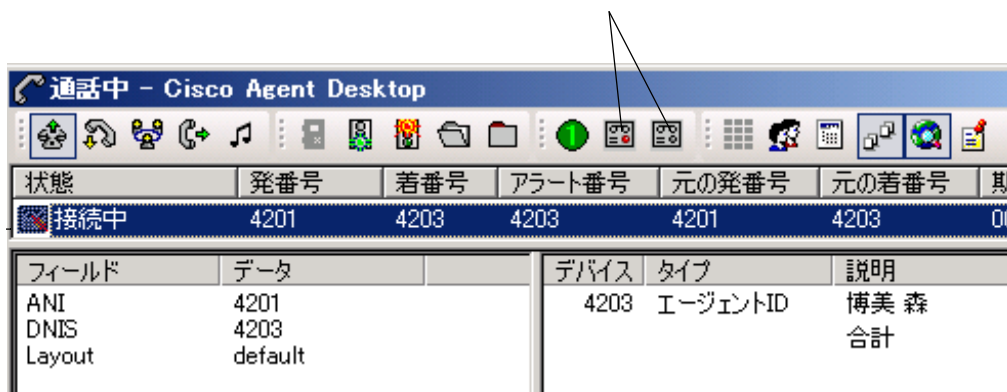 通話中 - Cisco Agent Desktop
1
状態 発番号 着番号 アラート番号 元の発番号 元の着番号
接続中 4201 4203 4203 4201 4203
フィールド データ
ANI 4201
DNIS 4203
Layout default
デバイス タイプ 説明
4203 エージェントID 博美 森
合計